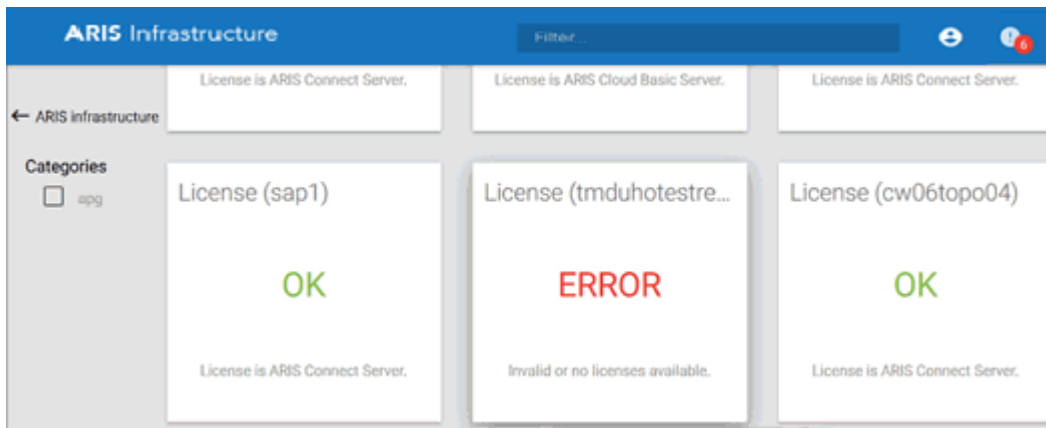 ARIS Infrastructure
Filter...
6
License is ARIS Connect Server.
License is ARIS Cloud Basic Server.
License is ARIS Connect Server.
← ARIS infrastructure
Categories
apg
License (sap1)
OK
License is ARIS Connect Server.
License (tmduhotestre...
ERROR
Invalid or no licenses available.
License (cw06topo04)
OK
License is ARIS Connect Server.